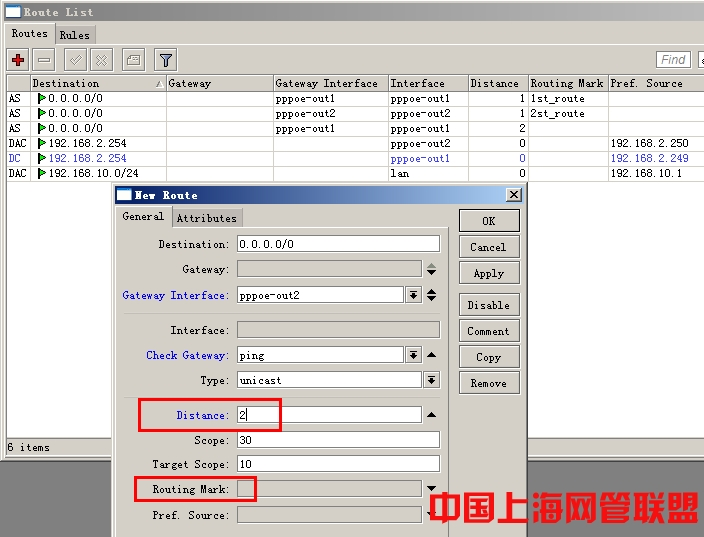 Route List
Routes Rules
Find
Destination Gateway Gateway Interface Interface Distance Routing Mark Pref. Source
AS 0.0.0.0/0 pppoe-out1 pppoe-out1 1 1st_route
AS 0.0.0.0/0 pppoe-out2 pppoe-out2 1 2st_route
AS 0.0.0.0/0 pppoe-out1 pppoe-out1 2
DAC 192.168.2.254 pppoe-out2 0 192.168.2.250
DC 192.168.2.254 pppoe-out1 0 192.168.2.249
DAC 192.168.10.0/24 lan 0 192.168.10.1
New Route
General Attributes
OK
Destination: 0.0.0.0/0
Cancel
Gateway:
Apply
Gateway Interface: pppoe-out2
Disable
Interface:
Comment
Check Gateway: ping
Copy
Type: unicast
Remove
Distance: 2
Scope: 30
6 items
Target Scope: 10
Routing Mark:
Pref. Source:
中国上海网管联盟